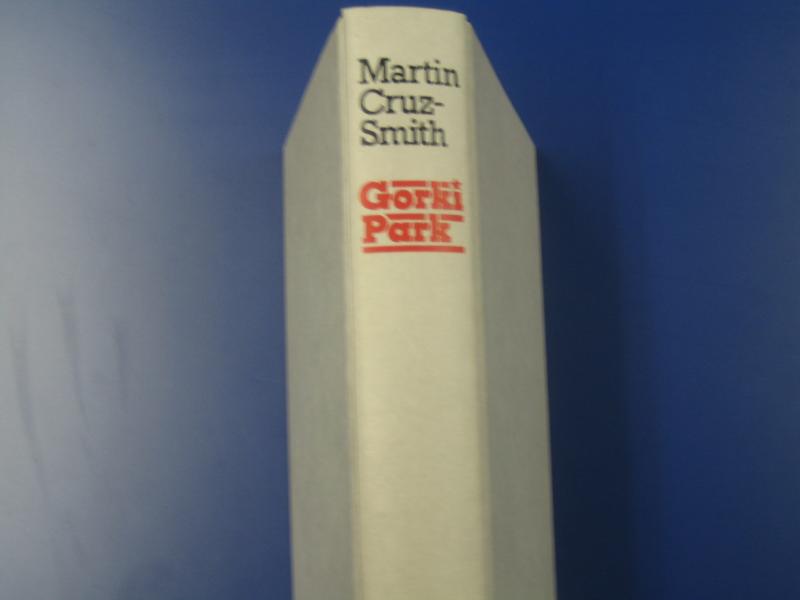 Martin
Cruz-
Smith
Gorki
Park